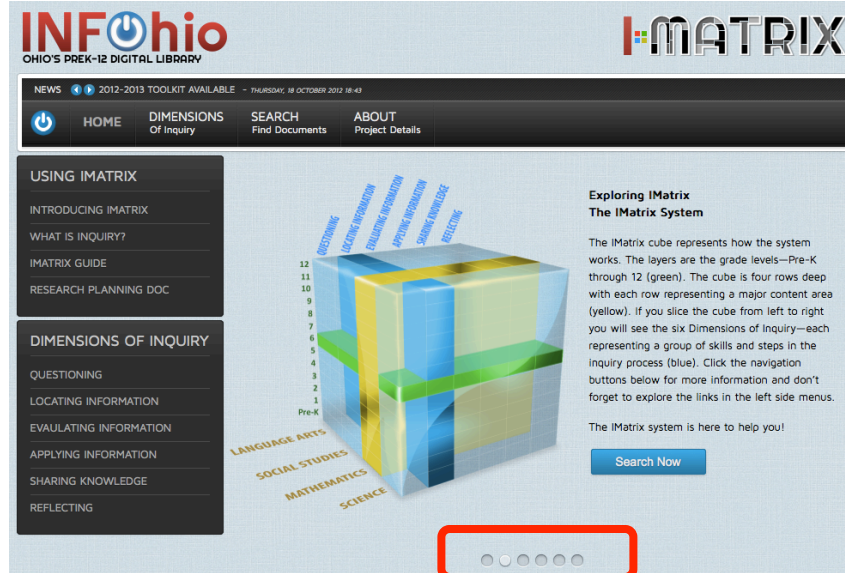 INFOhio
OHIO'S PREK-12 DIGITAL LIBRARY
I-MATRIX
NEWS 2012-2013 TOOLKIT AVAILABLE - THURSDAY, 18 OCTOBER 2012 18:43
HOME
DIMENSIONS
Of Inquiry
SEARCH
Find Documents
ABOUT
Project Details
USING IMATRIX
INTRODUCING IMATRIX
WHAT IS INQUIRY?
IMATRIX GUIDE
RESEARCH PLANNING DOC
DIMENSIONS OF INQUIRY
QUESTIONING
LOCATING INFORMATION
EVAULATING INFORMATION
APPLYING INFORMATION
SHARING KNOWLEDGE
REFLECTING
QUESTIONING
LOCATING INFORMATION
EVALUATING INFORMATION
APPLYING INFORMATION
SHARING KNOWLEDGE
REFLECTING
12
11
10
9
8
7
6
5
4
3
2
1
Pre-K
LANGUAGE ARTS
SOCIAL STUDIES
MATHEMATICS
SCIENCE
Exploring IMatrix
The IMatrix System
The IMatrix cube represents how the system
works. The layers are the grade levels—Pre-K
through 12 (green). The cube is four rows deep
with each row representing a major content area
(yellow). If you slice the cube from left to right
you will see the six Dimensions of Inquiry—each
representing a group of skills and steps in the
inquiry process (blue). Click the navigation
buttons below for more information and don't
forget to explore the links in the left side menus.
The IMatrix system is here to help you!
Search Now